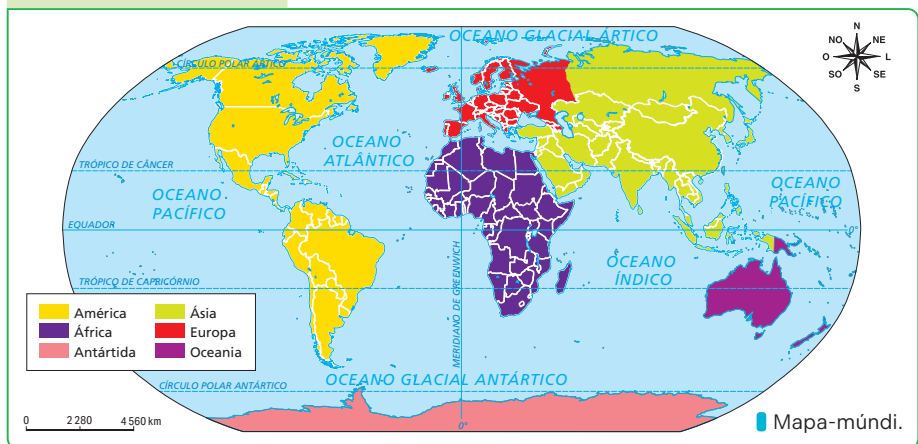 OCEANO GLACIAL ÁRTICO
CÍRCULO POLAR ÁRTICO
N
NO
NE
O
L
SO
SE
S
OCEANO
ATLÂNTICO
TRÓPICO DE CÂNCER
OCEANO
PACÍFICO
OCEANO
PACÍFICO
EQUADOR
0°
OCEANO
ÍNDICO
TRÓPICO DE CAPRICÓRNIO
MERIDIANO DE GREENWICH
América
África
Antártida
Ásia
Europa
Oceania
OCEANO GLACIAL ANTÁRTICO
CÍRCULO POLAR ANTÁRTICO
0°
0 2 280 4 560 km
Mapa-múndi.